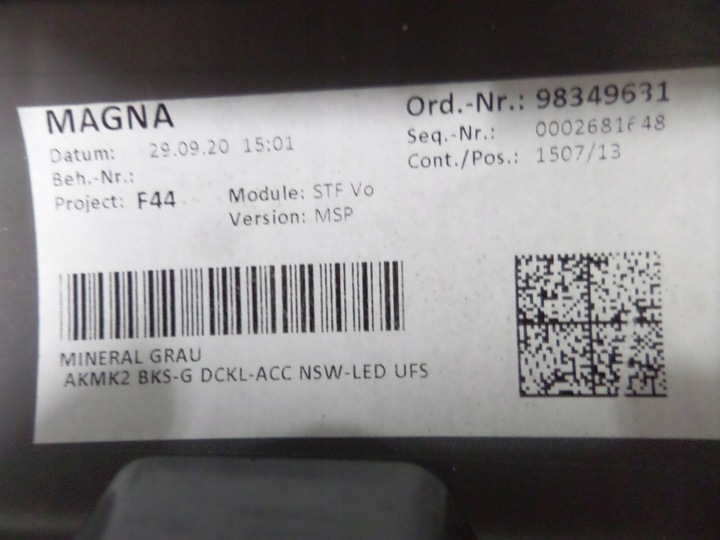 MAGNA
Datum: 29.09.20 15:01
Beh.-Nr.:
Project: F44
Module: STF Vo
Version: MSP
Ord.-Nr.: 98349631
Seq.-Nr.:
Cont./Pos.: 1507/13
MINERAL GRAU
AKMK2 BKS-G DCKL-ACC NSW-LED UFS